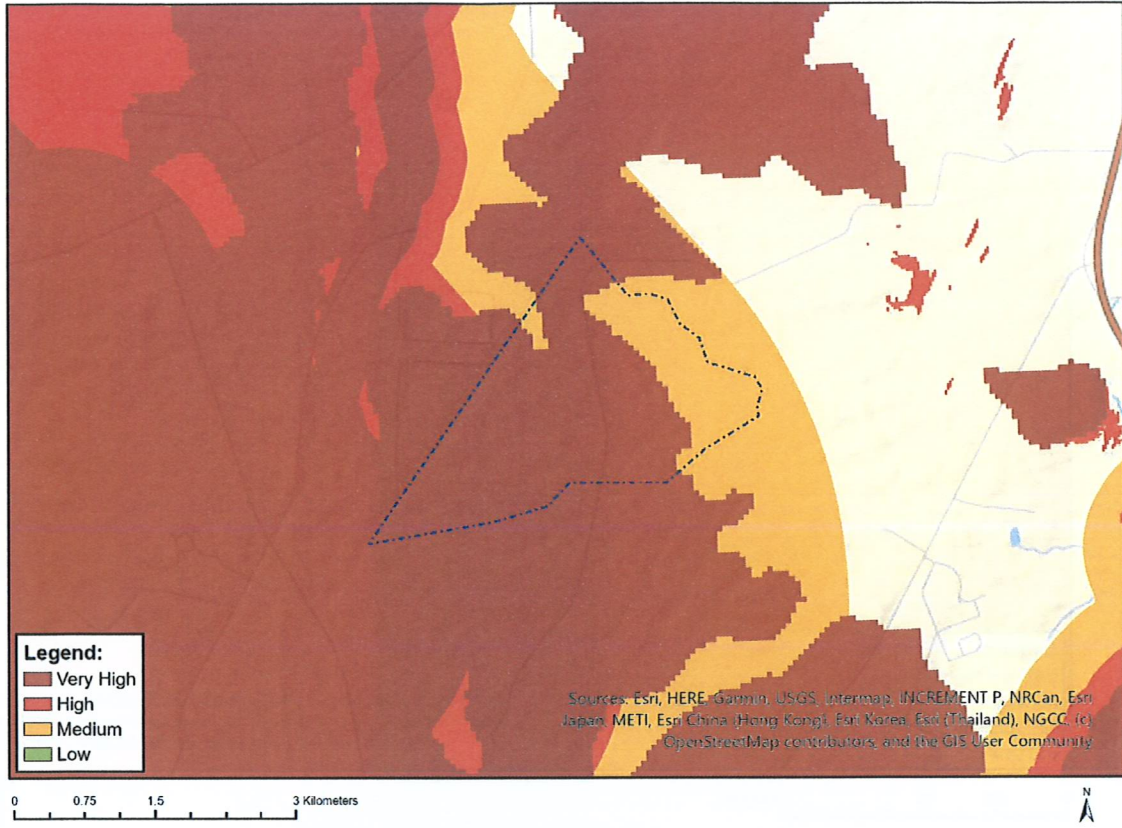 Legend:
Very High
High
Medium
Low
Sources: Esri, HERE, Garmin, USGS, Intermap, INCREMENT P, NRCan, Esri
Japan, METI, Esri China (Hong Kong), Esri Korea, Esri (Thailand), NGCC, (c)
OpenStreetMap contributors, and the GIS User Community
0 0.75 1.5 3 Kilometers
N